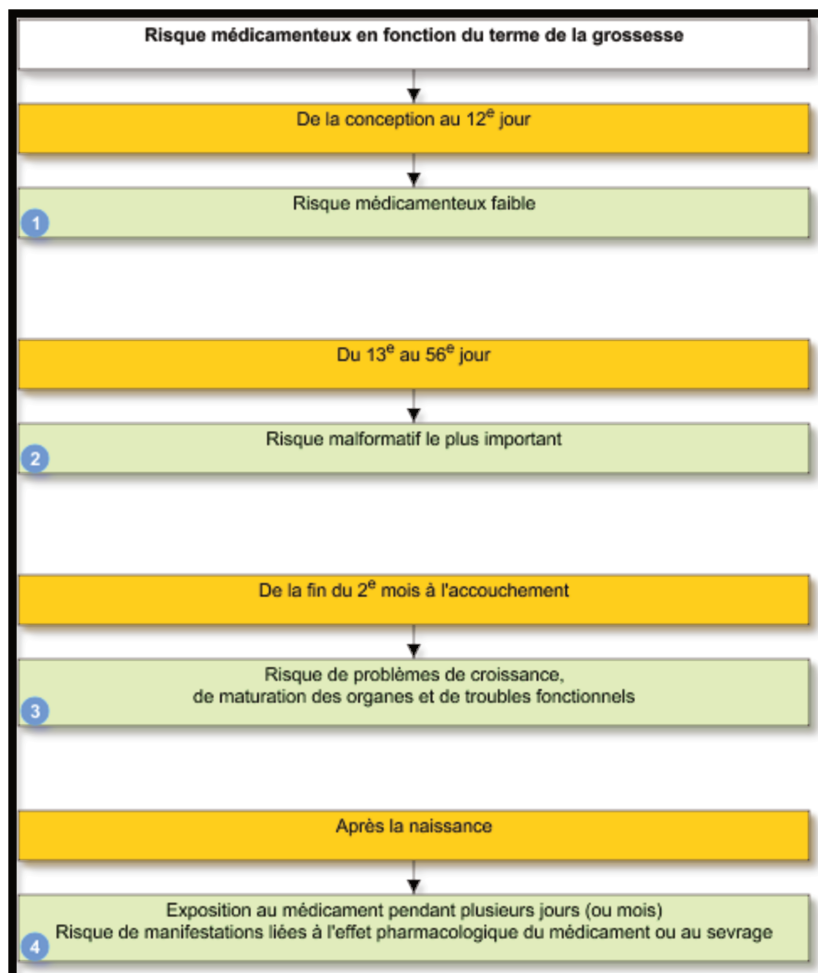 Risque médicamenteux en fonction du terme de la grossesse
De la conception au 12e jour
Risque médicamenteux faible
1
Du 13e au 56e jour
Risque malformatif le plus important
2
De la fin du 2e mois à l'accouchement
Risque de problèmes de croissance,
de maturation des organes et de troubles fonctionnels
3
Après la naissance
Exposition au médicament pendant plusieurs jours (ou mois)
Risque de manifestations liées à l'effet pharmacologique du médicament ou au sevrage
4